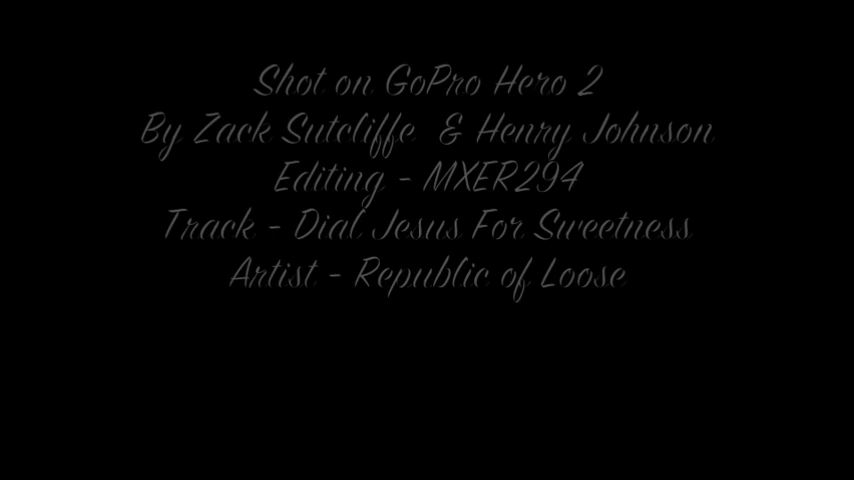 Shot on GoPro Hero 2
By Zack Sutcliffe & Henry Johnson
Editing - MXER294
Track - Dial Jesus For Sweetness
Artist - Republic of Loose